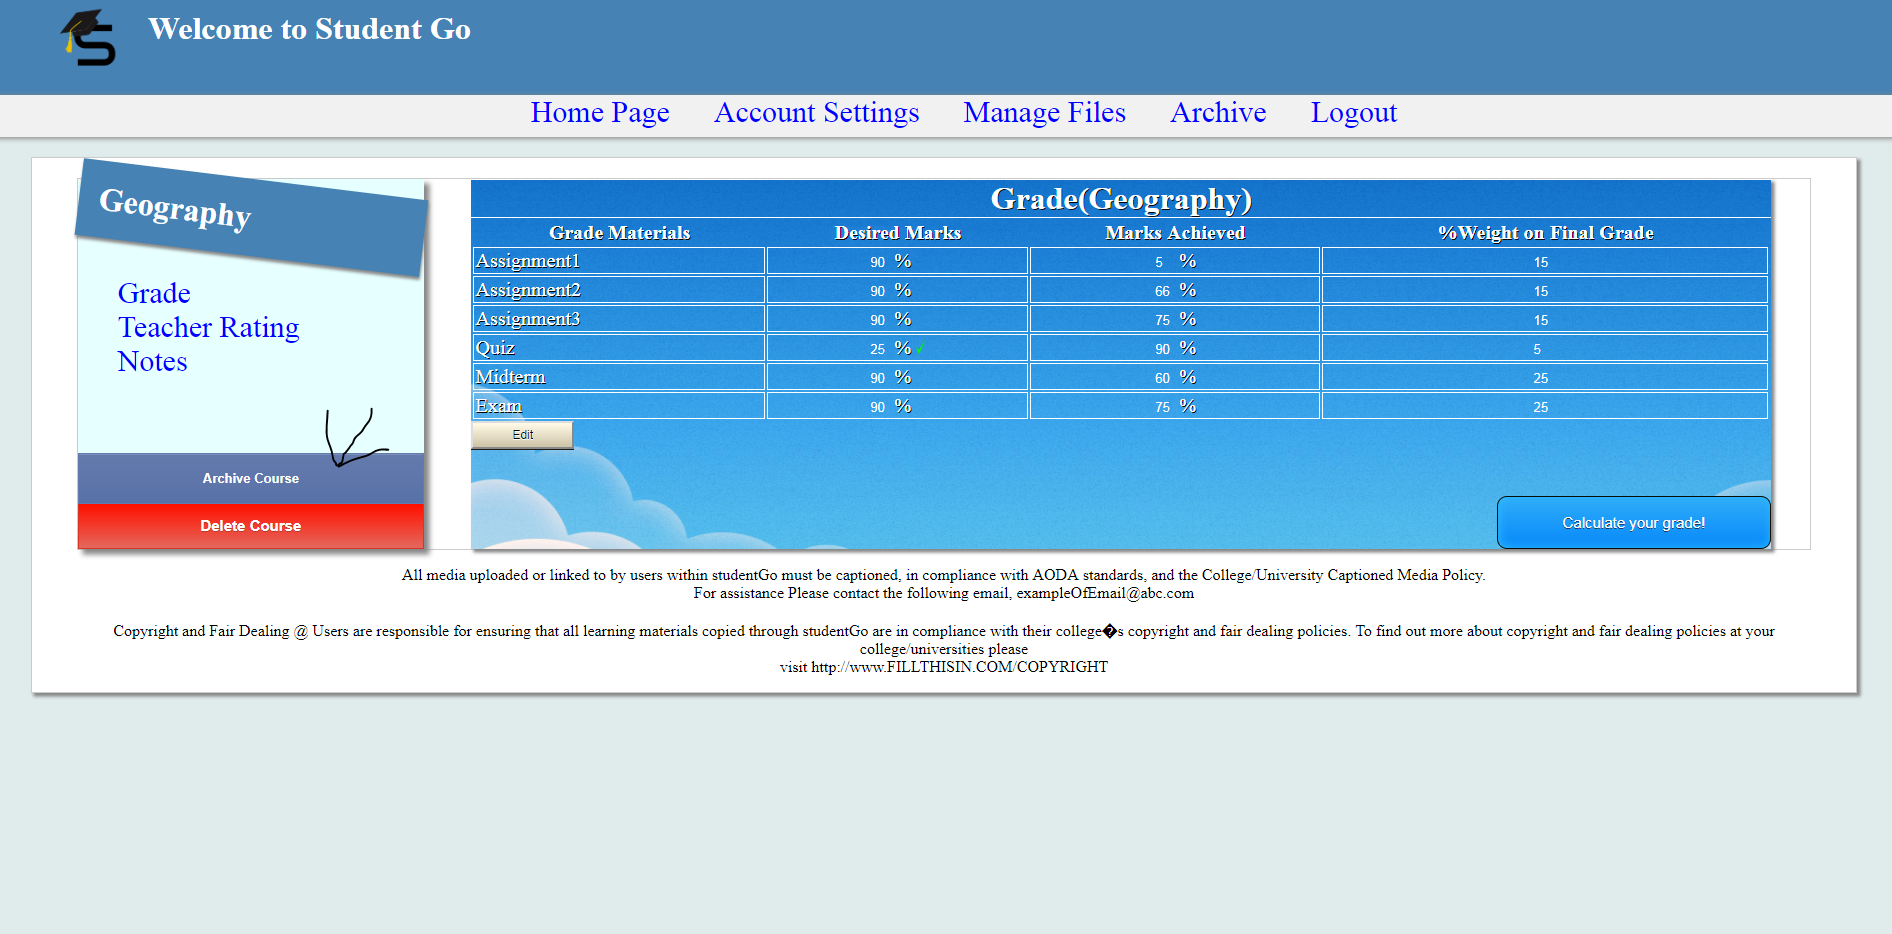 S
Welcome to Student Go
Home Page Account Settings Manage Files Archive Logout
Geography
Grade
Teacher Rating
Notes
Archive Course
Delete Course
Grade(Geography)
Grade Materials Desired Marks Marks Achieved %Weight on Final Grade
Assignment1 90 % 5 % 15
Assignment2 90 % 66 % 15
Assignment3 90 % 75 % 15
Quiz 25 % ✓ 90 % 5
Midterm 90 % 60 % 25
Exam 90 % 75 % 25
Edit
Calculate your grade!
All media uploaded or linked to by users within studentGo must be captioned, in compliance with AODA standards, and the College/University Captioned Media Policy.
For assistance Please contact the following email, exampleOfEmail@abc.com
Copyright and Fair Dealing @ Users are responsible for ensuring that all learning materials copied through studentGo are in compliance with their college�s copyright and fair dealing policies. To find out more about copyright and fair dealing policies at your
college/universities please
visit http://www.FILLTHISIN.COM/COPYRIGHT